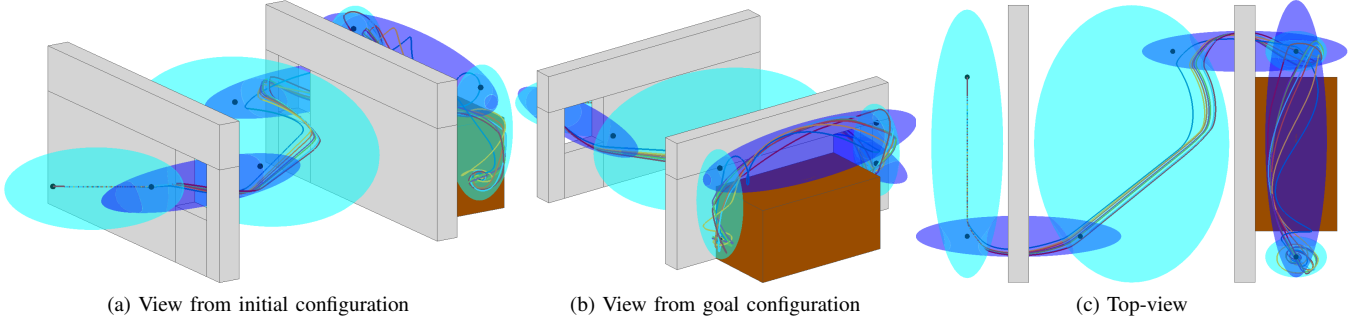 (a) View from initial configuration
(b) View from goal configuration
(c) Top-view